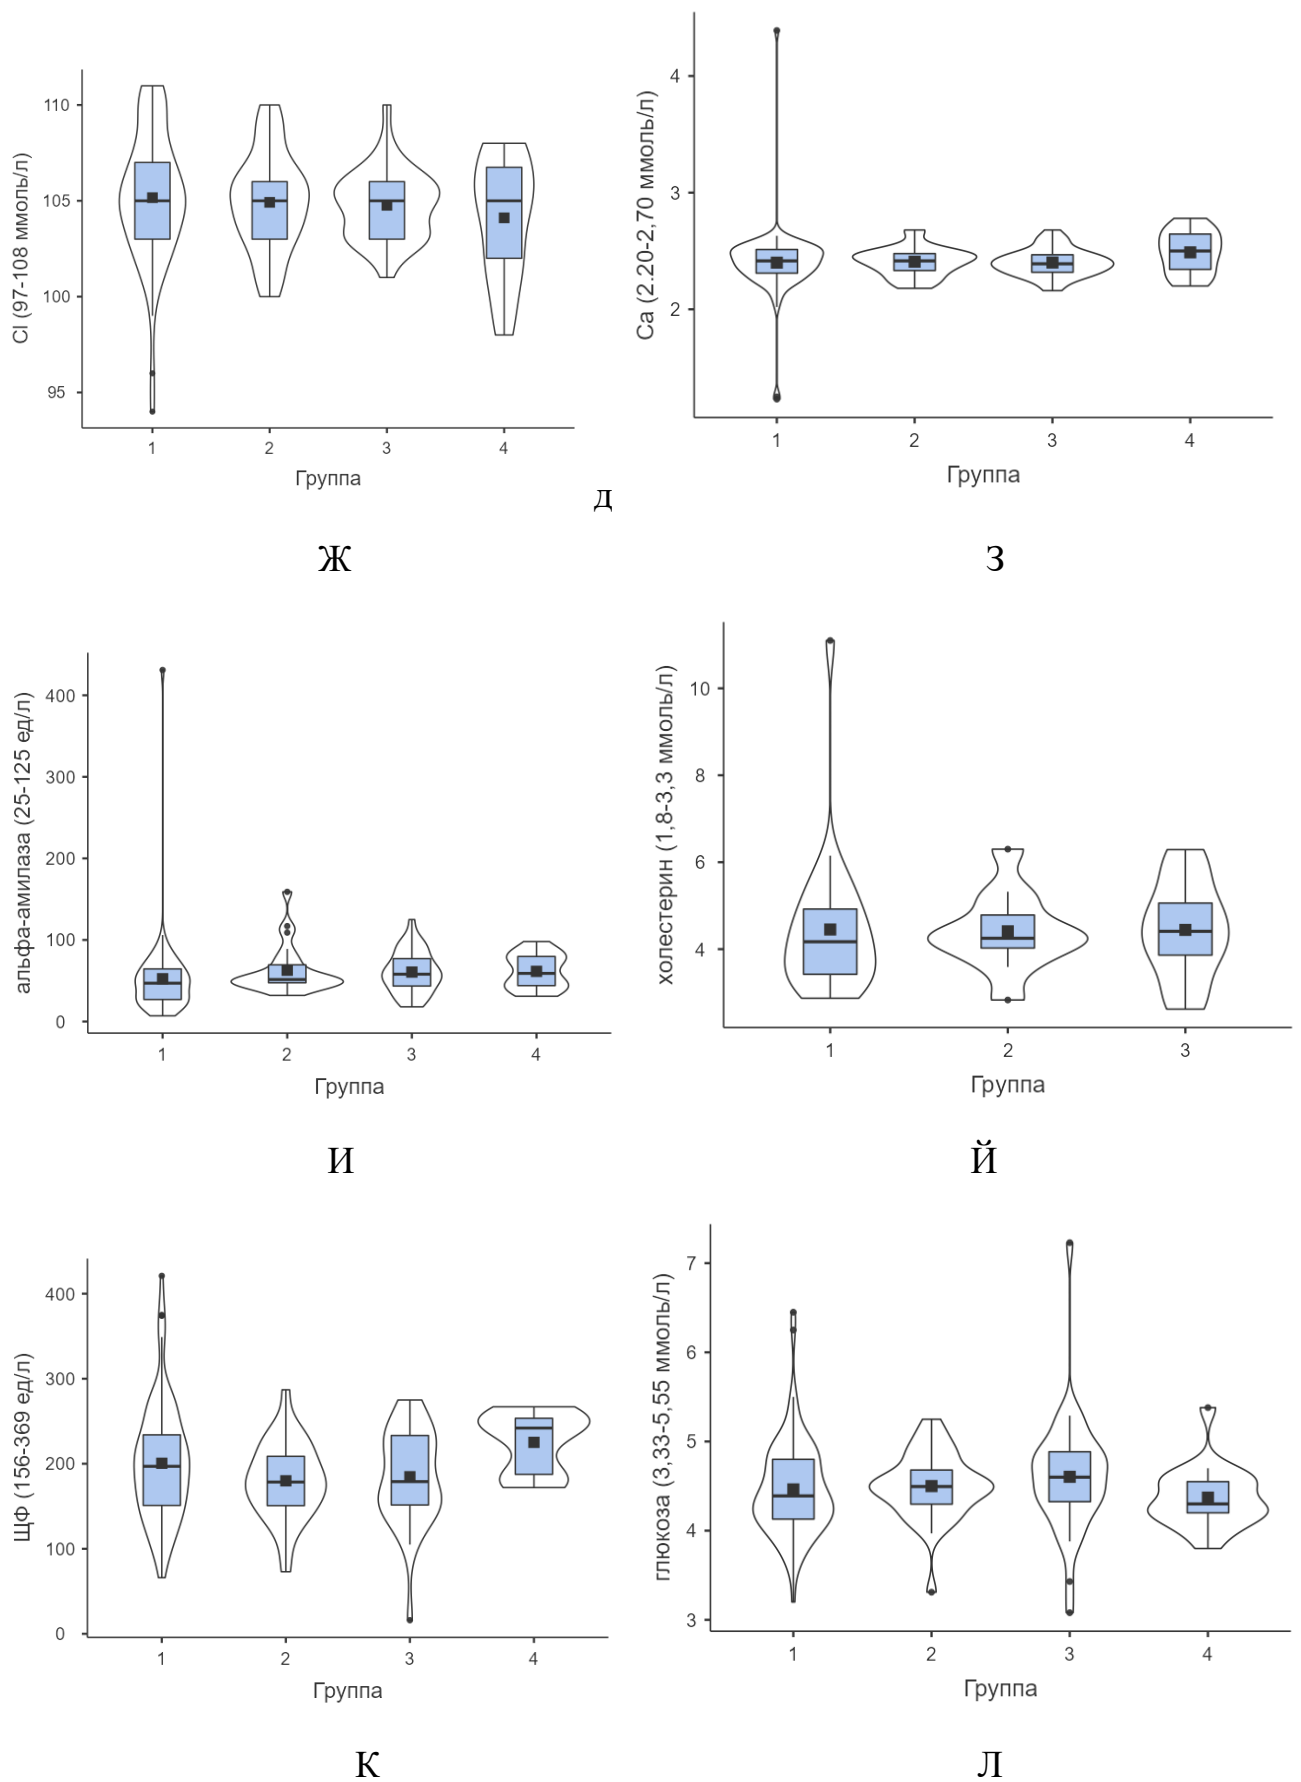 Cl (97-108 ммоль/л)
110
105
100
95
1 2 3 4
Группа
Ca (2.20-2,70 ммоль/л)
4
3
2
1 2 3 4
Группа
д
Ж З
альфа-амилаза (25-125 ед/л)
400
300
200
100
0
1 2 3 4
Группа
холестерин (1,8-3,3 ммоль/л)
10
8
6
4
1 2 3
Группа
И Й
ЩФ (156-369 ед/л)
400
300
200
100
0
1 2 3 4
Группа
глюкоза (3,33-5,55 ммоль/л)
7
6
5
4
3
1 2 3 4
Группа
К Л